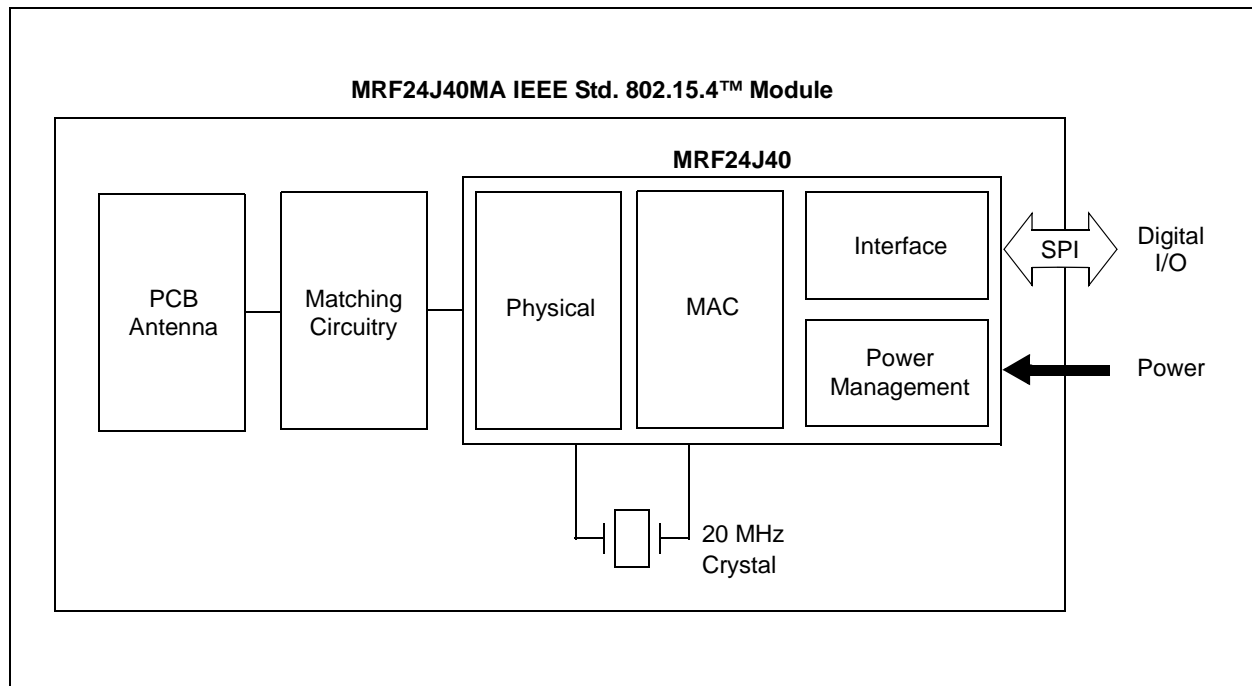 MRF24J40MA IEEE Std. 802.15.4™ Module
MRF24J40
PCB
Antenna
Matching
Circuitry
Physical
MAC
Interface
Power
Management
SPI
Digital
I/O
Power
20 MHz
Crystal